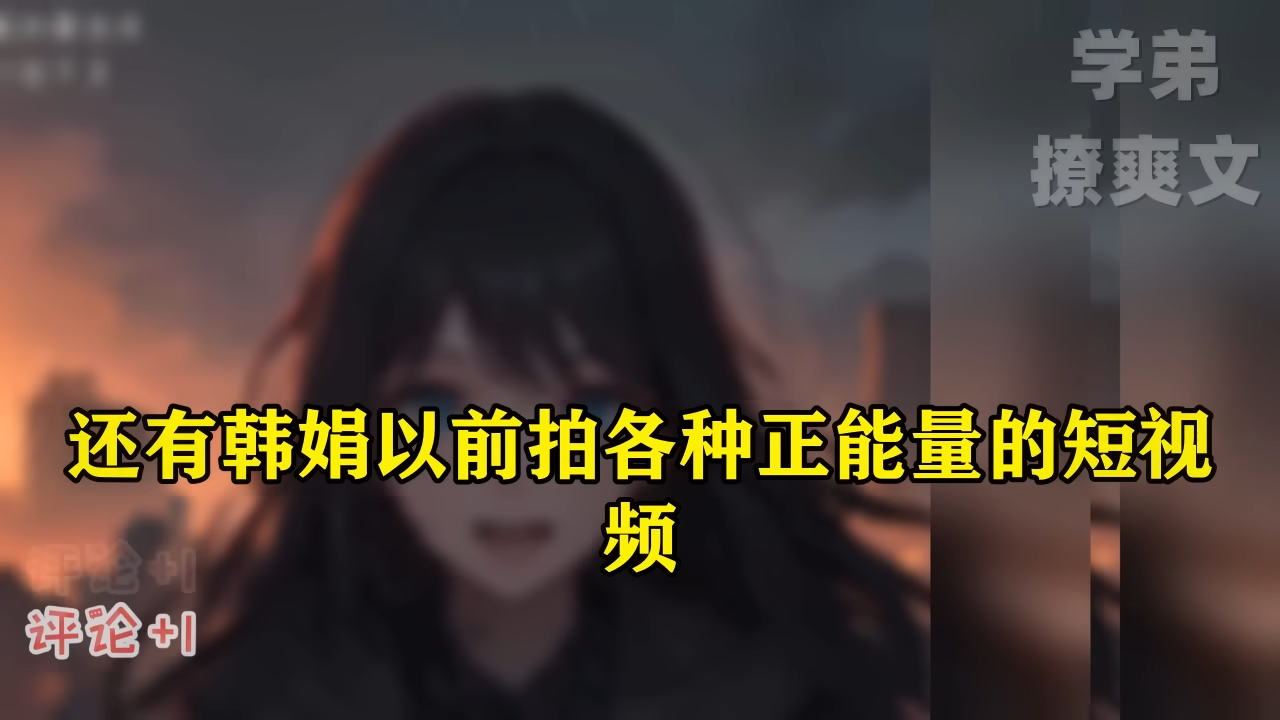 学弟
撩爽文
还有韩娟以前拍各种正能量的短视
频
评论+1
评论+1